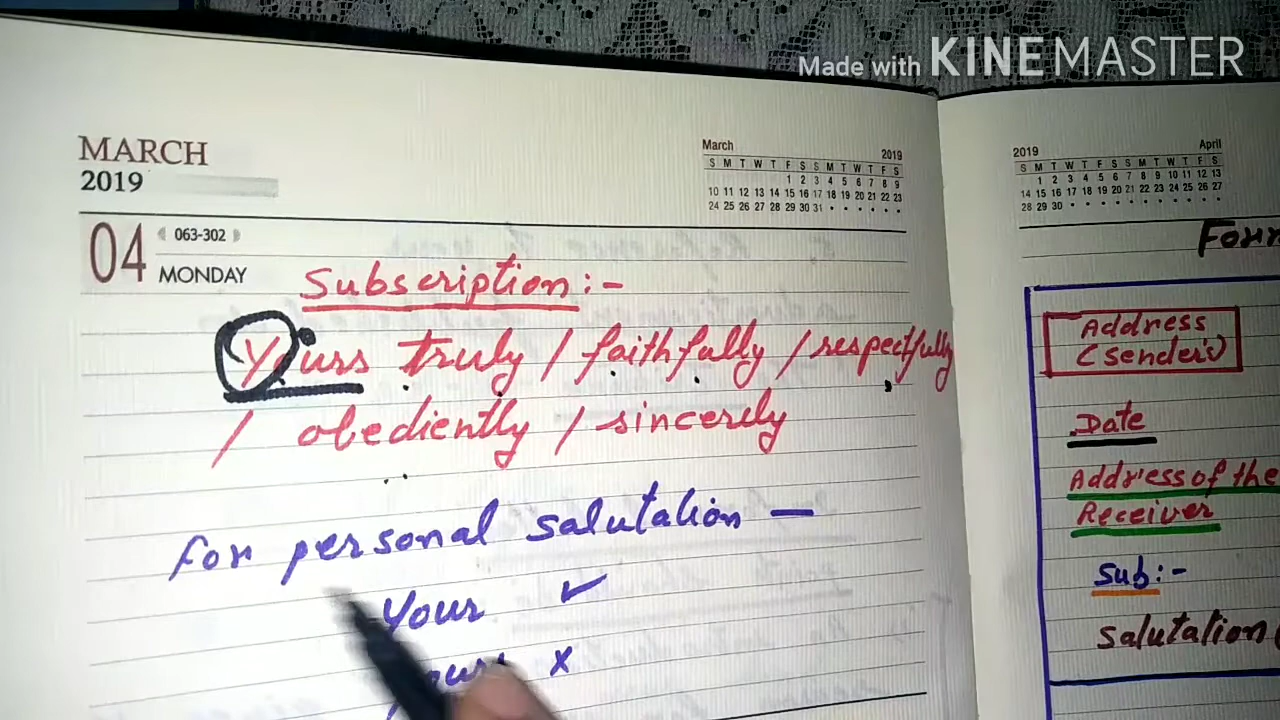 Made with KINEMASTER
MARCH
2019
March 2019
S M T W T F S S M T W T F S
1 2 3 4 5 6 7 8 9
10 11 12 13 14 15 16 17 18 19 20 21 22 23
24 25 26 27 28 29 30 31
04
063-302
MONDAY
Subscription:-
Yours truly / faithfully / respectfully
/ obediently / sincerely
For personal salutation —
Your ✓
Yours x
2019 April
S M T W T F S S M T W T F S
1 2 3 4 5 6 7 8 9 10 11 12 13
14 15 16 17 18 19 20 21 22 23 24 25 26 27
28 29 30
Address
(sender's)
Date
Address of the
Receiver
Sub:-
Salutation